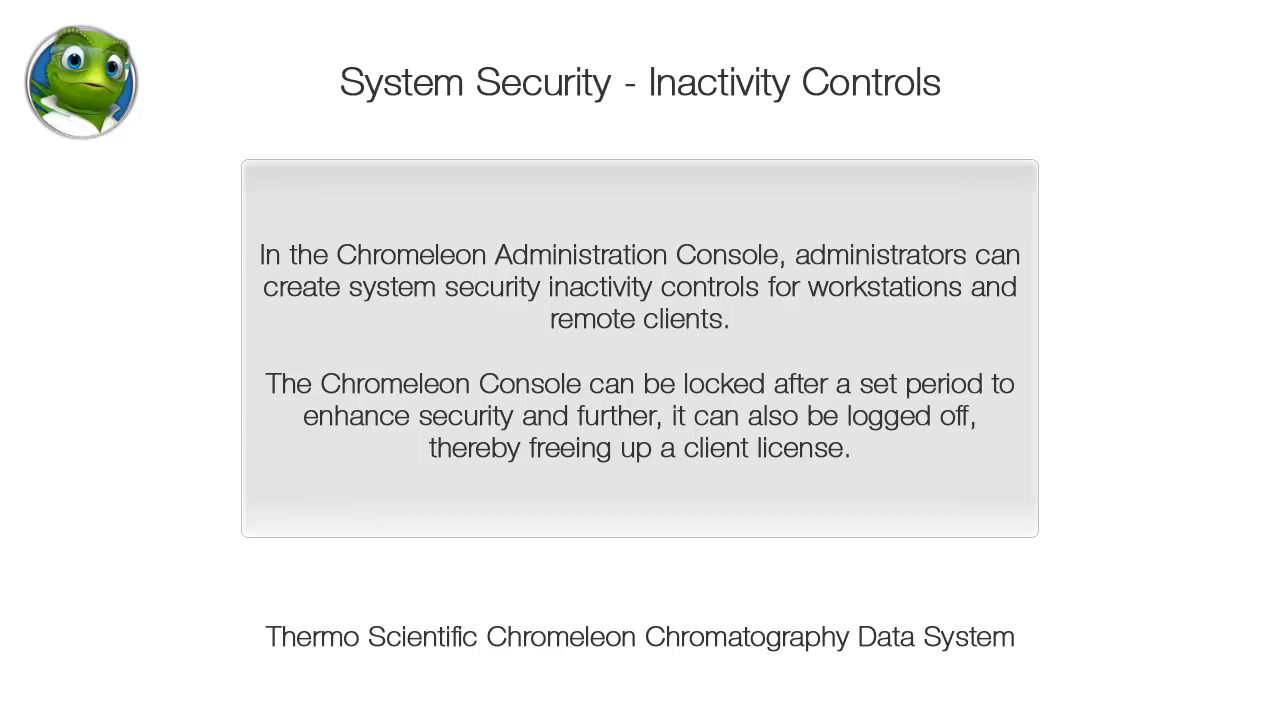 System Security - Inactivity Controls
In the Chromeleon Administration Console, administrators can
create system security inactivity controls for workstations and
remote clients.
The Chromeleon Console can be locked after a set period to
enhance security and further, it can also be logged off,
thereby freeing up a client license.
Thermo Scientific Chromeleon Chromatography Data System